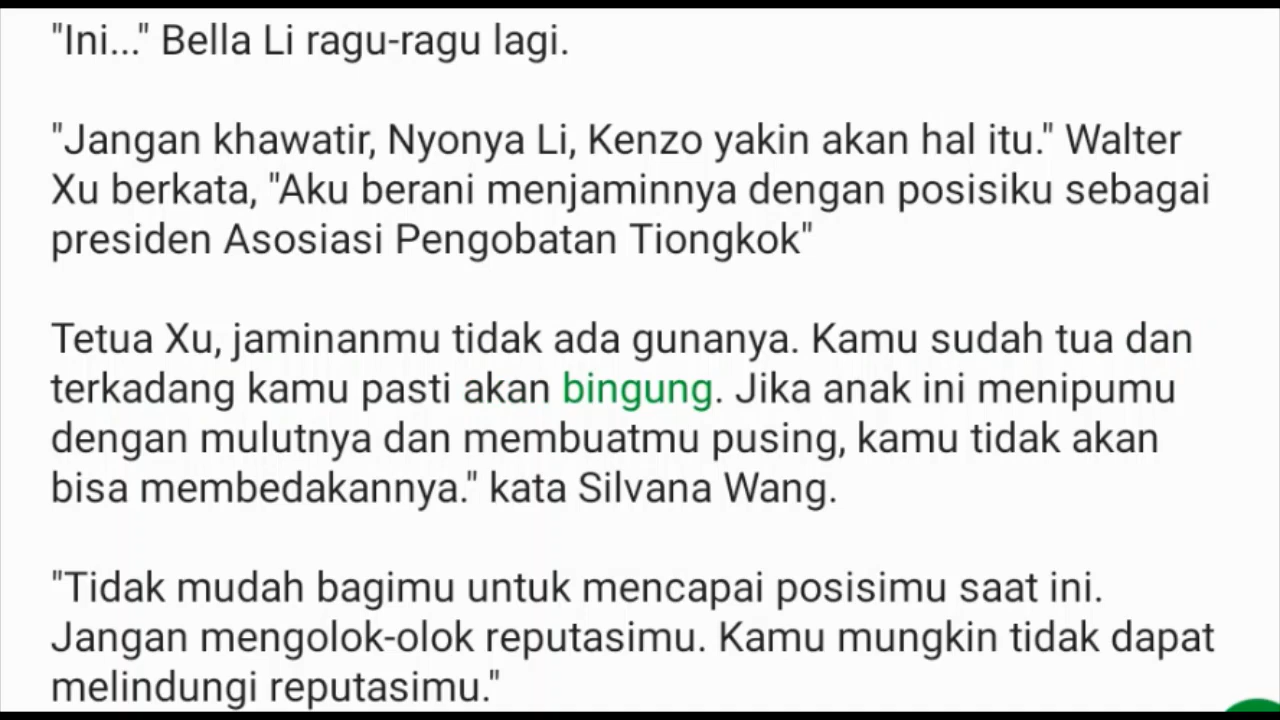 "Ini..." Bella Li ragu-ragu lagi.
"Jangan khawatir, Nyonya Li, Kenzo yakin akan hal itu." Walter
Xu berkata, "Aku berani menjaminnya dengan posisiku sebagai
presiden Asosiasi Pengobatan Tiongkok"
Tetua Xu, jaminanmu tidak ada gunanya. Kamu sudah tua dan
terkadang kamu pasti akan bingung. Jika anak ini menipumu
dengan mulutnya dan membuatmu pusing, kamu tidak akan
bisa membedakannya." kata Silvana Wang.
"Tidak mudah bagimu untuk mencapai posisimu saat ini.
Jangan mengolok-olok reputasimu. Kamu mungkin tidak dapat
melindungi reputasimu."